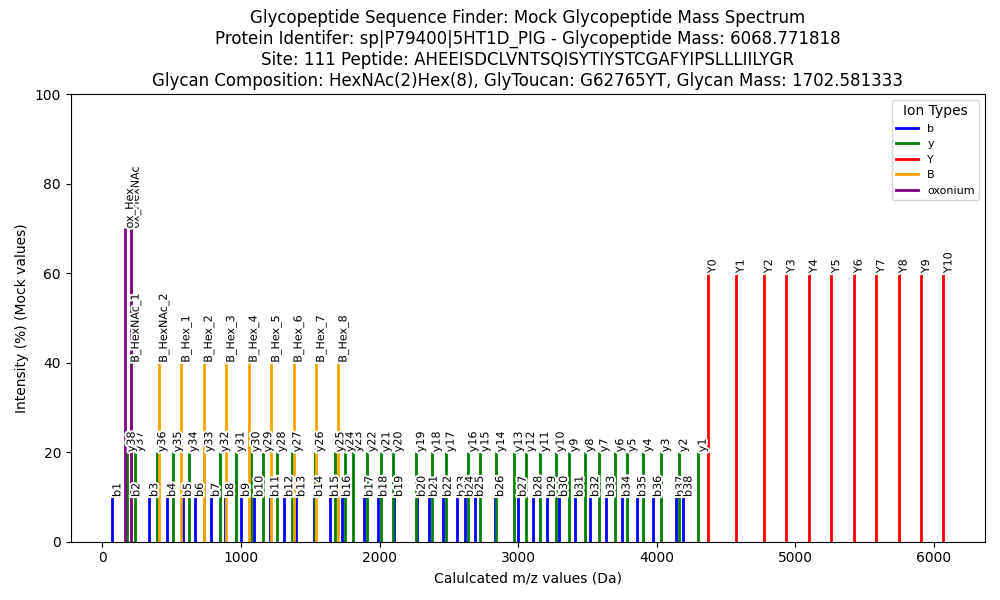 Glycopeptide Sequence Finder: Mock Glycopeptide Mass Spectrum
Protein Identifer: sp|P79400|5HT1D_PIG - Glycopeptide Mass: 6068.771818
Site: 111 Peptide: AHEEISDCLVNTSQISYTIYSTCGAFYIPSLLLIILYGR
Glycan Composition: HexNAc(2)Hex(8), GlyToucan: G62765YT, Glycan Mass: 1702.581333
Intensity (%) (Mock values)
100
80
60
40
20
0
Ion Types
b
y
Y
B
oxonium
ox_Hex
ox_HexNAc
B_HexNAc_1
B_HexNAc_2
B_Hex_1
B_Hex_2
B_Hex_3
B_Hex_4
B_Hex_5
B_Hex_6
B_Hex_7
B_Hex_8
Y0
Y1
Y2
Y3
Y4
Y5
Y6
Y7
Y8
Y9
Y10
y38
y37
y36
y35
y34
y33
y32
y31
y30
y29
y28
y27
y26
y25
y24
y23
y22
y21
y20
y19
y18
y17
y16
y15
y14
y13
y12
y11
y10
y9
y8
y7
y6
y5
y4
y3
y2
y1
b1
b2
b3
b4
b5
b6
b7
b8
b9
b10
b11
b12
b13
b14
b15
b16
b17
b18
b19
b20
b21
b22
b23
b24
b25
b26
b27
b28
b29
b30
b31
b32
b33
b34
b35
b36
b37
b38
0
1000
2000
3000
4000
5000
6000
Calulcated m/z values (Da)